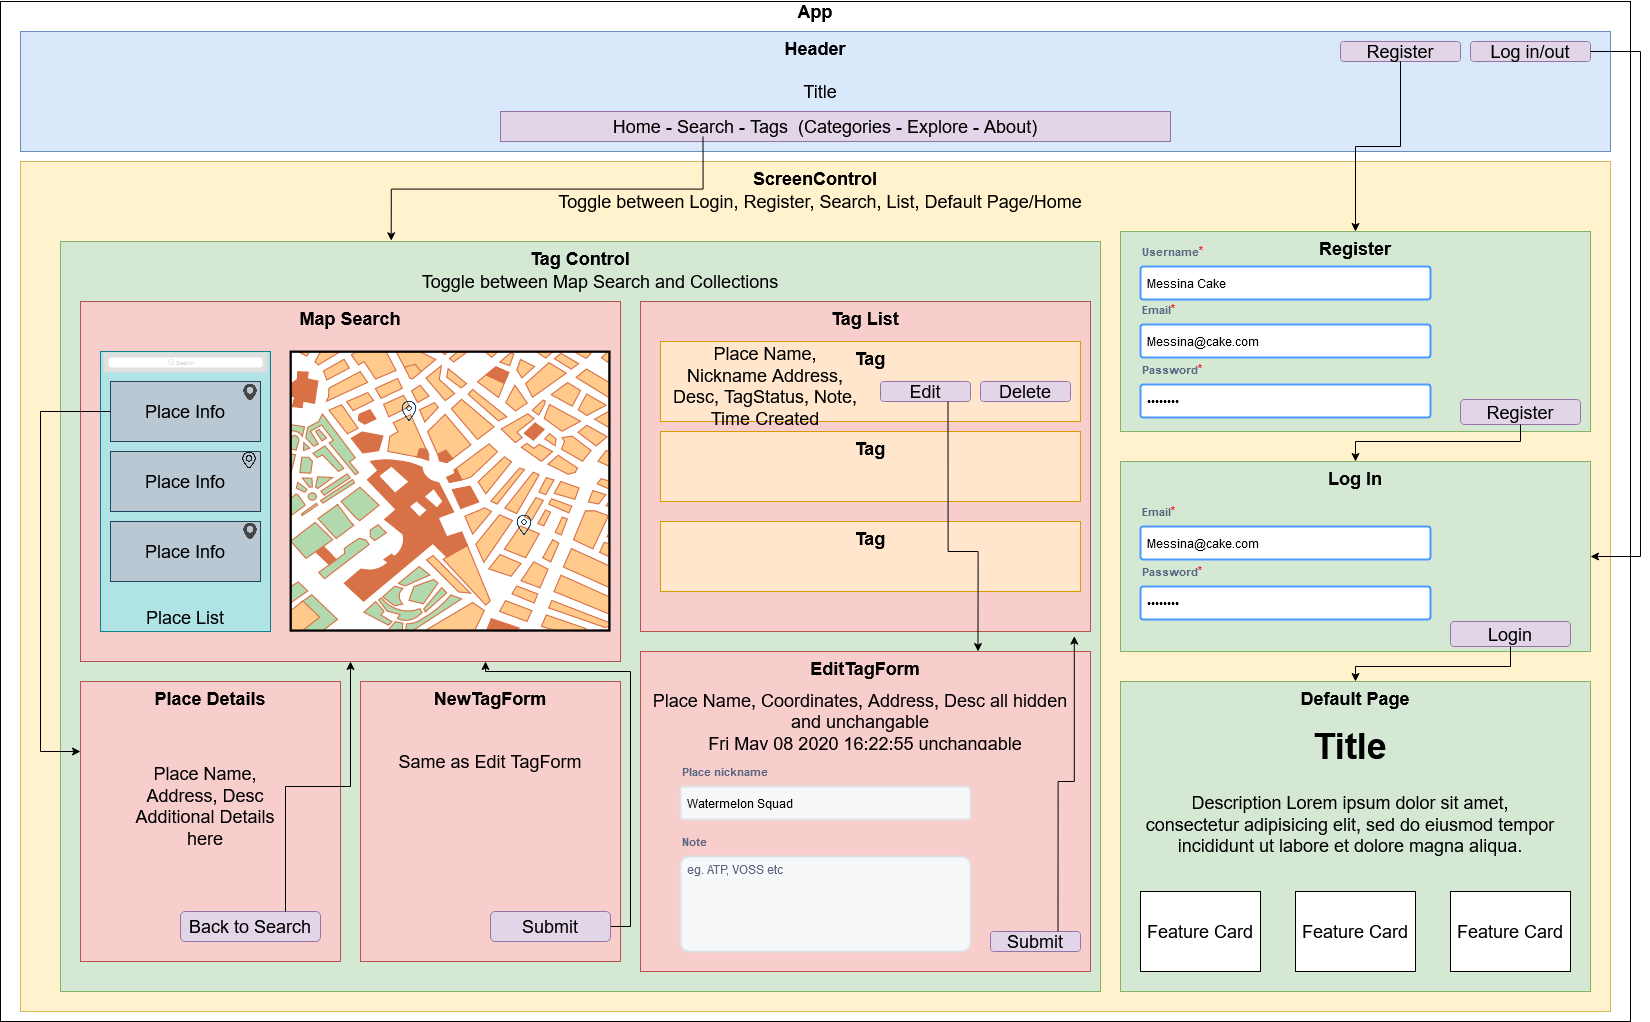 App
Header
Register
Log in/out
Title
Home - Search - Tags  (Categories - Explore - About)
ScreenControl
Toggle between Login, Register, Search, List, Default Page/Home
Tag Control
Toggle between Map Search and Collections
Map Search
Search
Place Info
Place Info
Place Info
Place List
Tag List
Tag
Place Name,
Nickname Address,
Desc, TagStatus, Note,
Time Created
Edit
Delete
Tag
Tag
Place Details
Place Name,
Address, Desc
Additional Details
here
Back to Search
NewTagForm
Same as Edit TagForm
Submit
EditTagForm
Place Name, Coordinates, Address, Desc all hidden
and unchangable
Fri May 08 2020 16:22:55 unchangable
Place nickname
Watermelon Squad
Note
eg. ATP, VOSS etc
Submit
Register
Username*
Messina Cake
Email*
Messina@cake.com
Password*
••••••••
Register
Log In
Email*
Messina@cake.com
Password*
••••••••
Login
Default Page
Title
Description Lorem ipsum dolor sit amet,
consectetur adipisicing elit, sed do eiusmod tempor
incididunt ut labore et dolore magna aliqua.
Feature Card
Feature Card
Feature Card